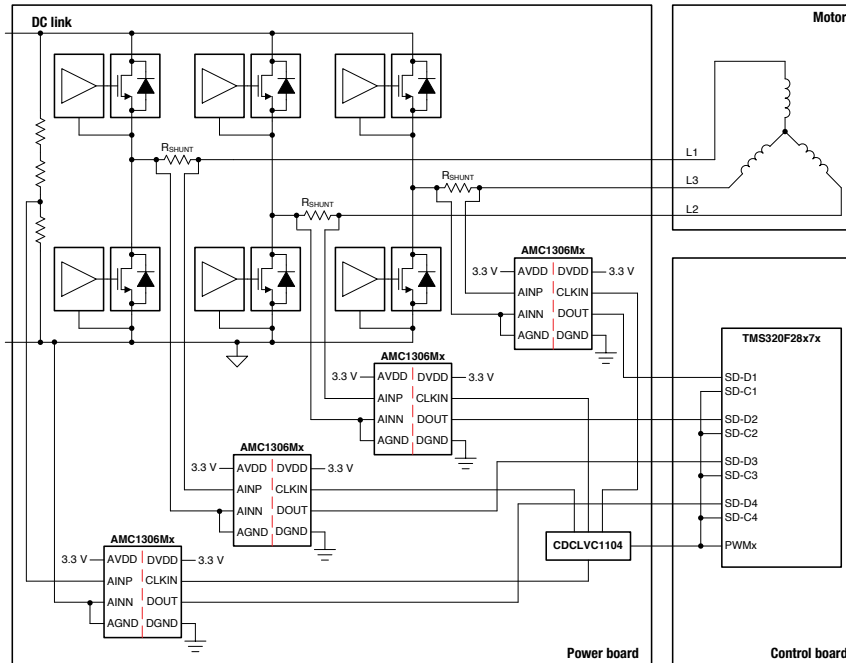 DC link
Motor
RSHUNT
L1
RSHUNT
L3
RSHUNT
L2
AMC1306Mx
3.3 V AVDD DVDD 3.3 V
AINP CLKIN
AINN DOUT
AGND DGND
TMS320F28x7x
SD-D1
SD-C1
SD-D2
SD-C2
SD-D3
SD-C3
SD-D4
SD-C4
PWMx
AMC1306Mx
3.3 V AVDD DVDD 3.3 V
AINP CLKIN
AINN DOUT
AGND DGND
AMC1306Mx
3.3 V AVDD DVDD 3.3 V
AINP CLKIN
AINN DOUT
AGND DGND
CDCLVC1104
AMC1306Mx
3.3 V AVDD DVDD 3.3 V
AINP CLKIN
AINN DOUT
AGND DGND
Power board
Control board